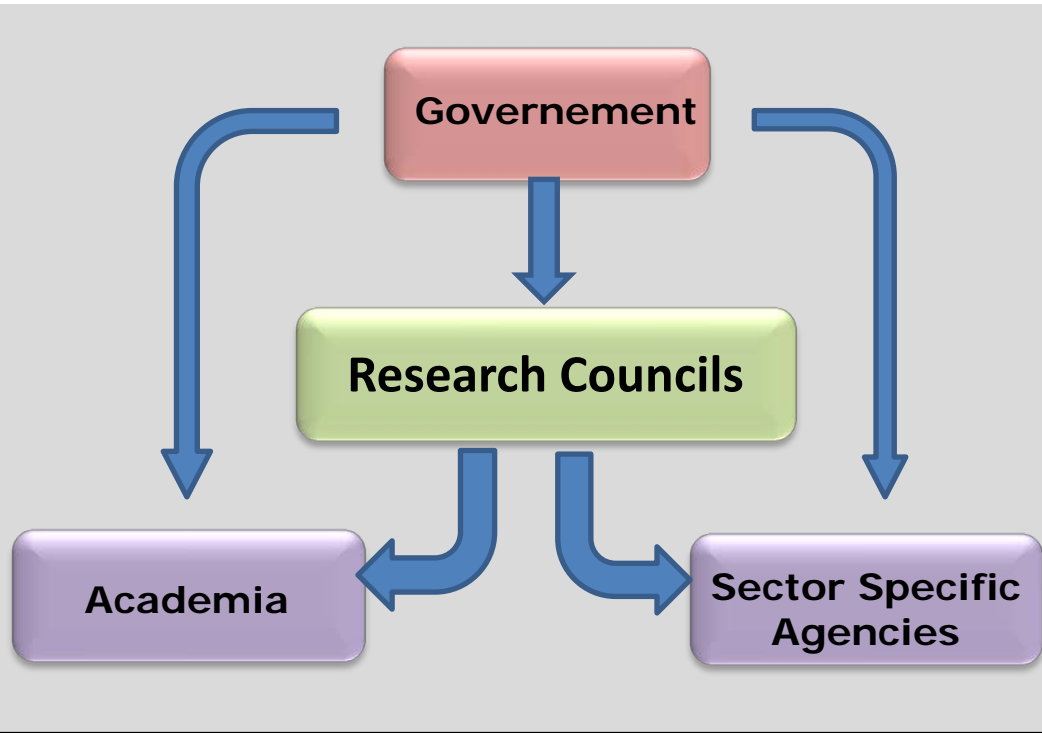 Governement
Research Councils
Academia
Sector Specific
Agencies